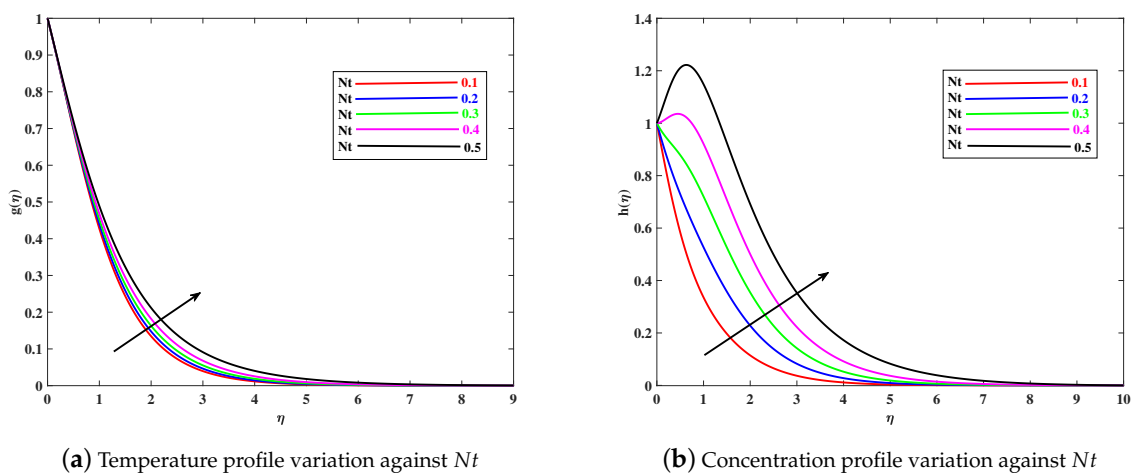 1
0.9
0.8
0.7
0.6
0.5
0.4
0.3
0.2
0.1
0
g(η)
0 1 2 3 4 5 6 7 8 9
η
Nt 0.1
Nt 0.2
Nt 0.3
Nt 0.4
Nt 0.5
(a) Temperature profile variation against Nt
1.4
1.2
1
0.8
0.6
0.4
0.2
0
h(η)
0 1 2 3 4 5 6 7 8 9 10
η
Nt 0.1
Nt 0.2
Nt 0.3
Nt 0.4
Nt 0.5
(b) Concentration profile variation against Nt